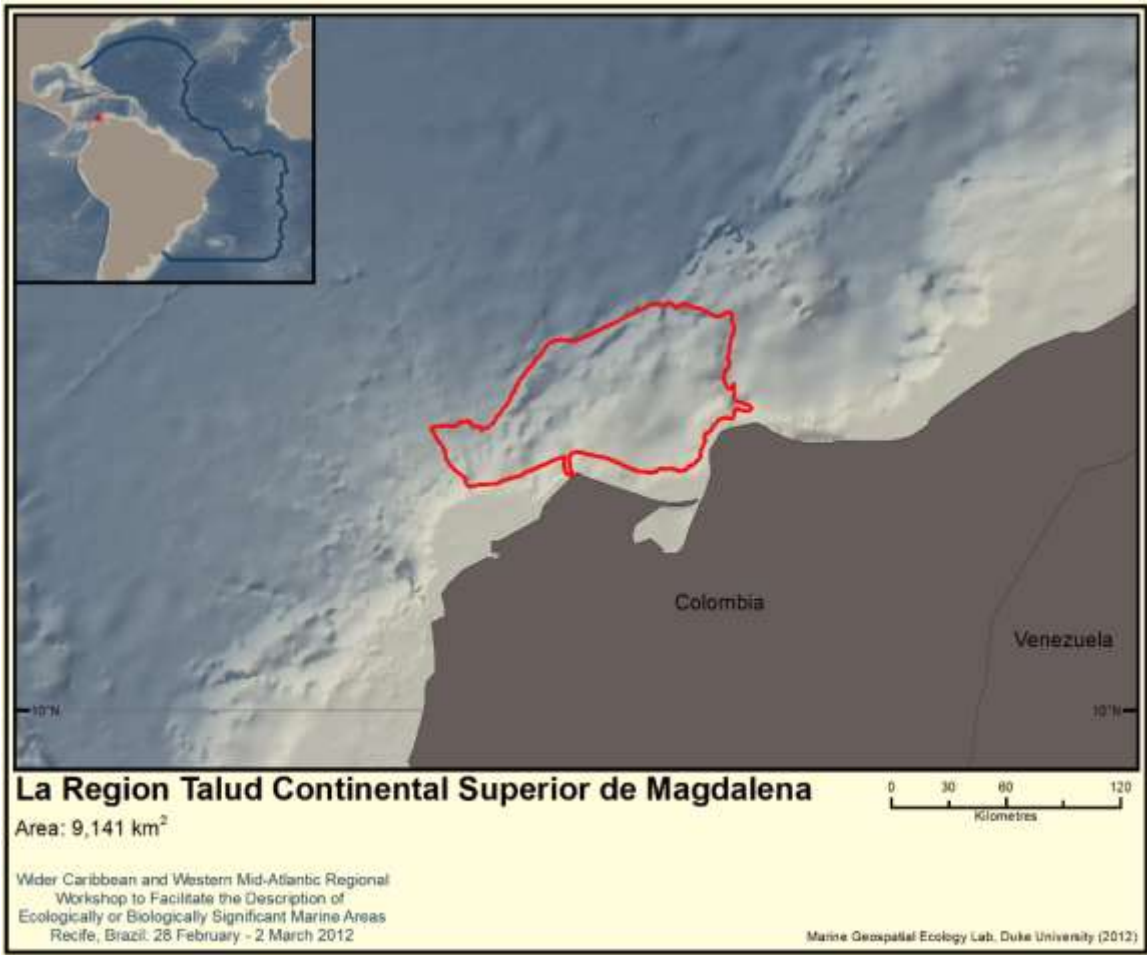 Colombia
Venezuela
10°N
10°N
La Region Talud Continental Superior de Magdalena
Area: 9,141 km²
0 30 60 120
Kilometres
Wider Caribbean and Western Mid-Atlantic Regional
Workshop to Facilitate the Description of
Ecologically or Biologically Significant Marine Areas
Recife, Brazil: 28 February - 2 March 2012
Marine Geospatial Ecology Lab, Duke University (2012)